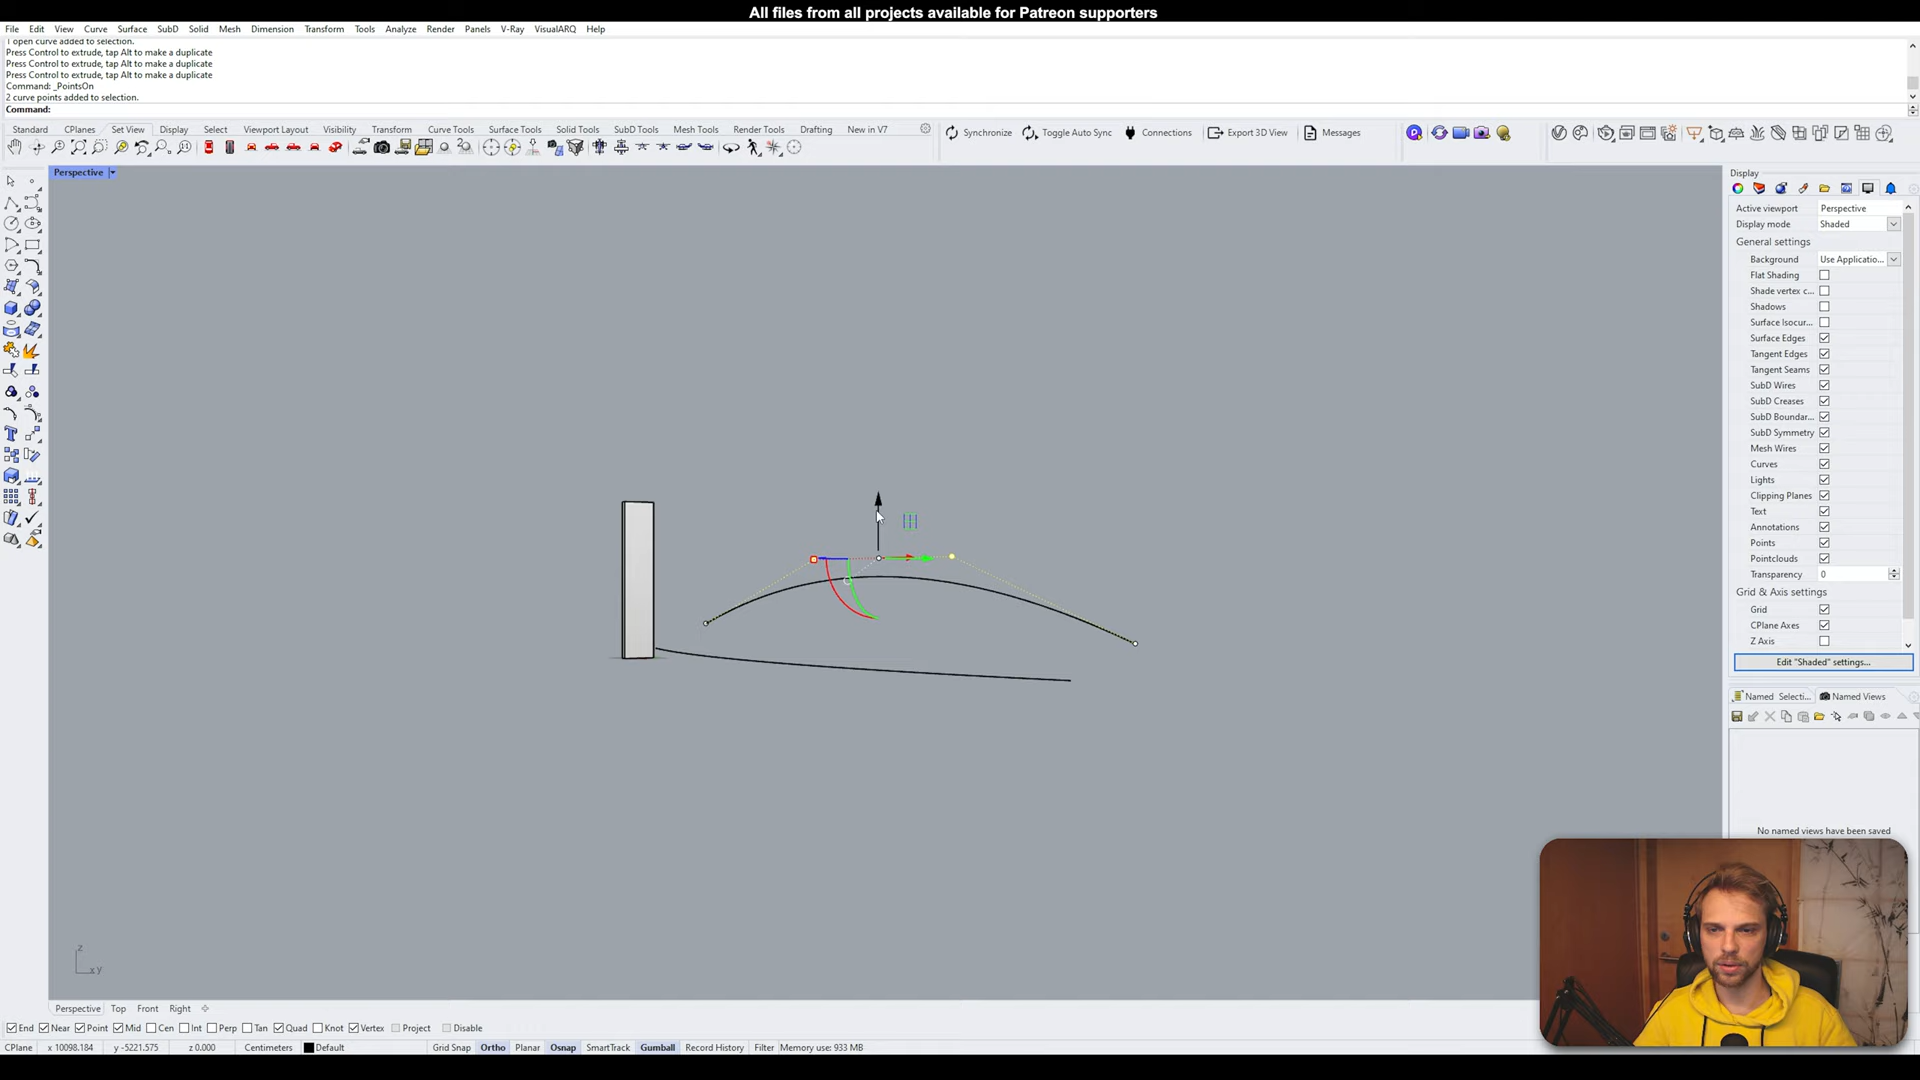 All files from all projects available for Patreon supporters
File Edit View Curve Surface SubD Solid Mesh Dimension Transform Tools Analyze Render Panels V-Ray VisualARQ Help
1 open curve added to selection.
Press Control to extrude, tap Alt to make a duplicate
Press Control to extrude, tap Alt to make a duplicate
Press Control to extrude, tap Alt to make a duplicate
Command: _PointsOn
2 curve points added to selection.
Command:
Standard CPlanes Set View Display Select Viewport Layout Visibility Transform Curve Tools Surface Tools Solid Tools SubD Tools Mesh Tools Render Tools Drafting New in V7
Synchronize Toggle Auto Sync Connections Export 3D View Messages
Perspective
Display
Active viewport Perspective
Display mode Shaded
General settings
Background Use Applicatio...
Flat Shading
Shade vertex c...
Shadows
Surface Isocur...
Surface Edges
Tangent Edges
Tangent Seams
SubD Wires
SubD Creases
SubD Boundar...
SubD Symmetry
Mesh Wires
Curves
Lights
Clipping Planes
Text
Annotations
Points
Pointclouds
Transparency 0
Grid & Axis settings
Grid
CPlane Axes
Z Axis
Edit "Shaded" settings...
Named Selecti... Named Views
No named views have been saved
z
x y
Perspective Top Front Right
End Near Point Mid Cen Int Perp Tan Quad Knot Vertex Project Disable
CPlane x 10098.184 y -5221.575 z 0.000 Centimeters Default Grid Snap Ortho Planar Osnap SmartTrack Gumball Record History Filter Memory use: 933 MB